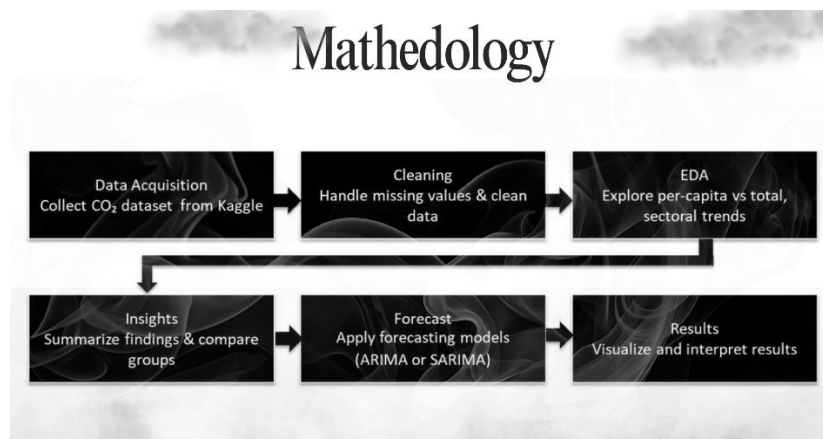 Mathedology
Data Acquisition
Collect CO₂ dataset from Kaggle
Cleaning
Handle missing values & clean
data
EDA
Explore per-capita vs total,
sectoral trends
Insights
Summarize findings & compare
groups
Forecast
Apply forecasting models
(ARIMA or SARIMA)
Results
Visualize and interpret results